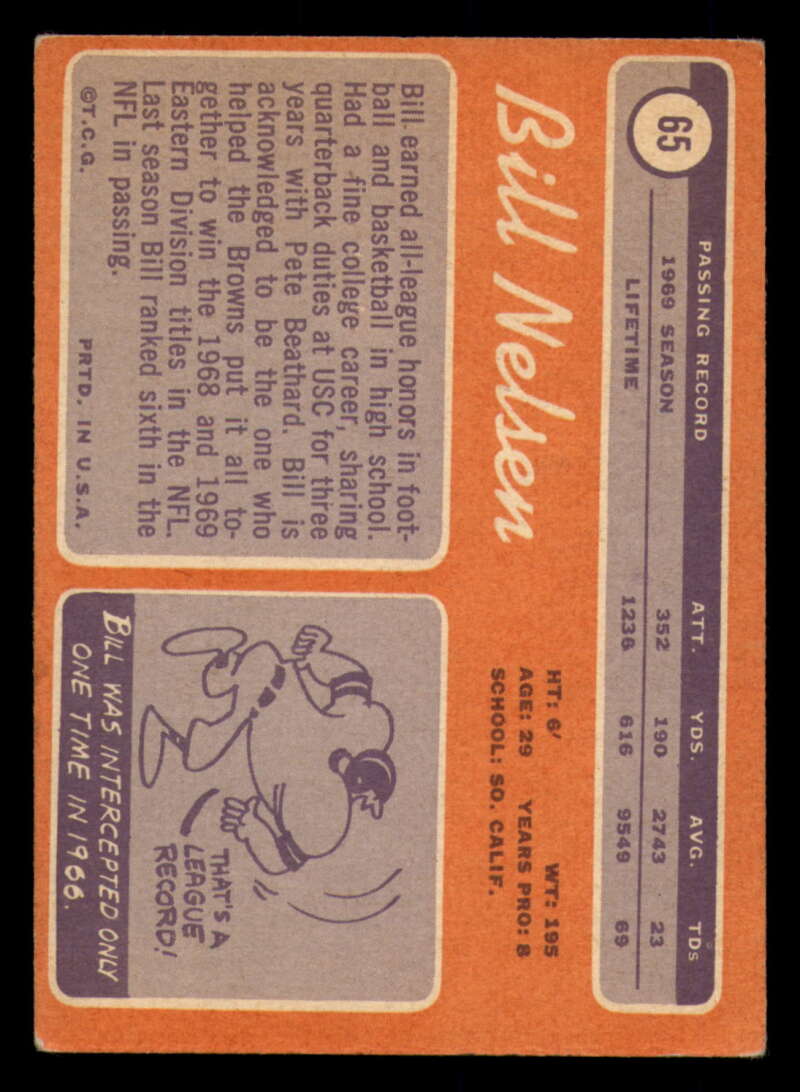 65
PASSING RECORD ATT. YDS. AVG. TDs
1969 SEASON 352 190 2743 23
LIFETIME 1236 616 9549 69
Bill Nelsen
HT: 6' WT: 195
AGE: 29 YEARS PRO: 8
SCHOOL: SO. CALIF.
Bill earned all-league honors in foot-
ball and basketball in high school.
Had a fine college career, sharing
quarterback duties at USC for three
years with Pete Beathard. Bill is
acknowledged to be the one who
helped the Browns put it all to-
gether to win the 1968 and 1969
Eastern Division titles in the NFL.
Last season Bill ranked sixth in the
NFL in passing.
©T.C.G. PRTD. IN U.S.A.
THAT'S A
LEAGUE
RECORD!
BILL WAS INTERCEPTED ONLY
ONE TIME IN 1966.